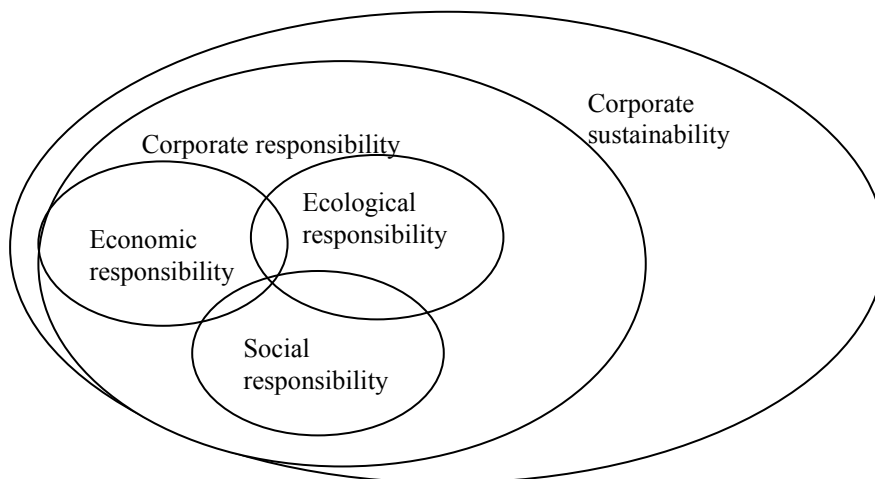 Corporate
sustainability
Corporate responsibility
Ecological
responsibility
Economic
responsibility
Social
responsibility